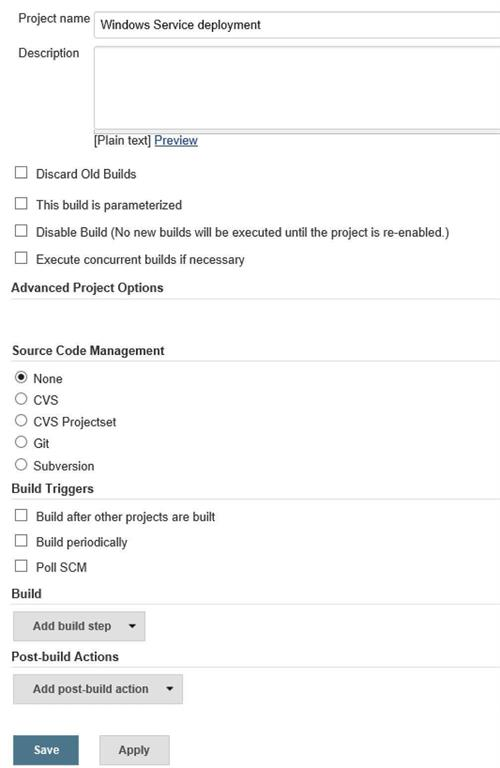 Project name Windows Service deployment
Description
[Plain text] Preview
Discard Old Builds
This build is parameterized
Disable Build (No new builds will be executed until the project is re-enabled.)
Execute concurrent builds if necessary
Advanced Project Options
Source Code Management
None
CVS
CVS Projectset
Git
Subversion
Build Triggers
Build after other projects are built
Build periodically
Poll SCM
Build
Add build step
Post-build Actions
Add post-build action
Save Apply